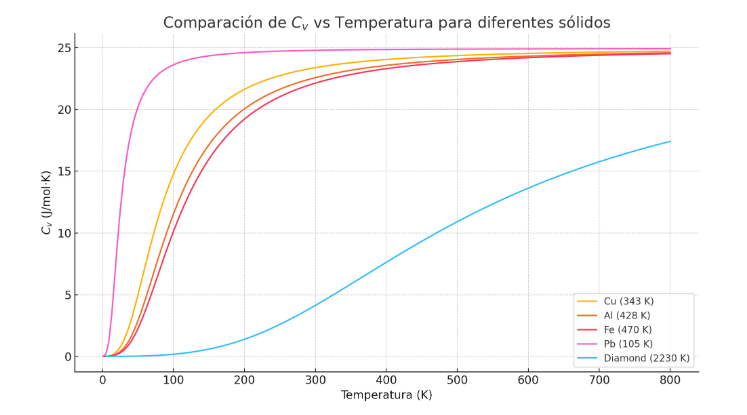 Comparación de Cᵥ vs Temperatura para diferentes sólidos
25
20
15
10
5
0
Cᵥ (J/mol·K)
Cu (343 K)
Al (428 K)
Fe (470 K)
Pb (105 K)
Diamond (2230 K)
0 100 200 300 400 500 600 700 800
Temperatura (K)